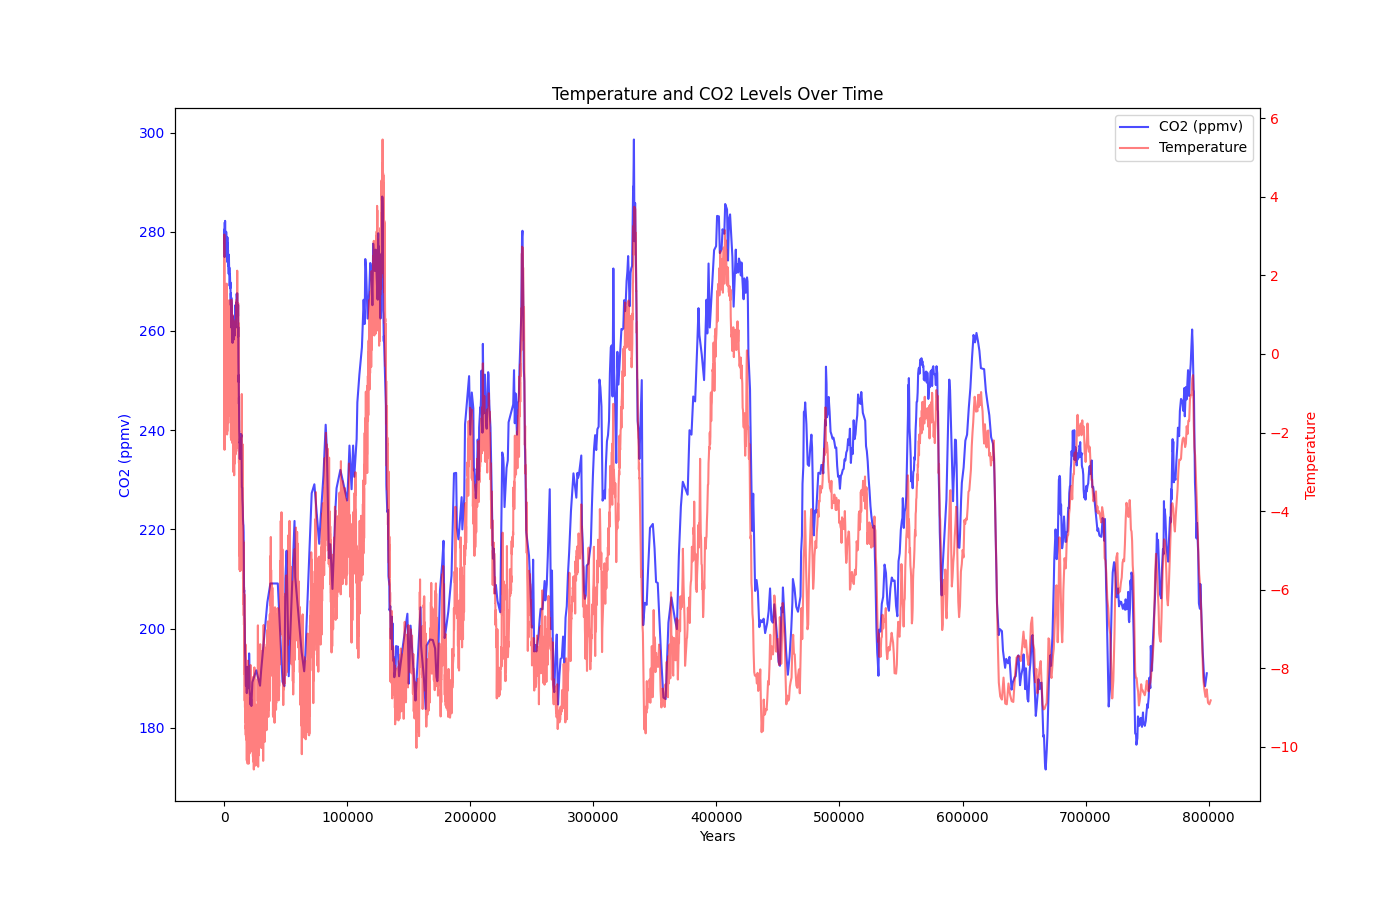 Temperature and CO2 Levels Over Time
CO2 (ppmv)
Temperature
300
280
260
240
220
200
180
CO2 (ppmv)
6
4
2
0
−2
−4
−6
−8
−10
Temperature
0 100000 200000 300000 400000 500000 600000 700000 800000
Years